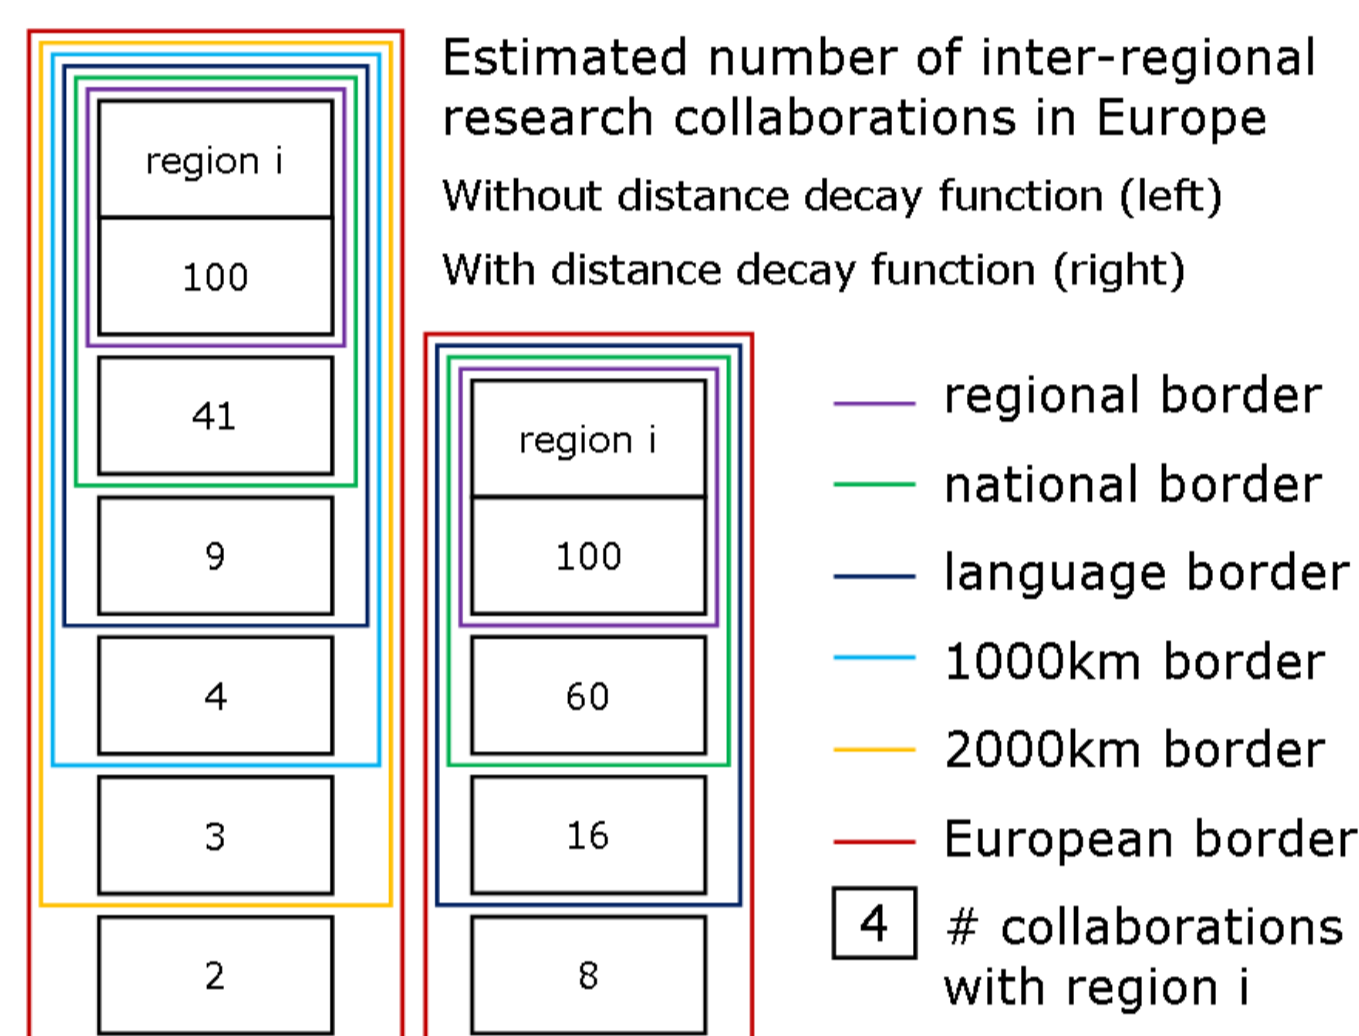 Estimated number of inter-regional
research collaborations in Europe
Without distance decay function (left)
With distance decay function (right)
region i
100
41
9
4
3
2
region i
100
60
16
8
regional border
national border
language border
1000km border
2000km border
European border
4 # collaborations
with region i